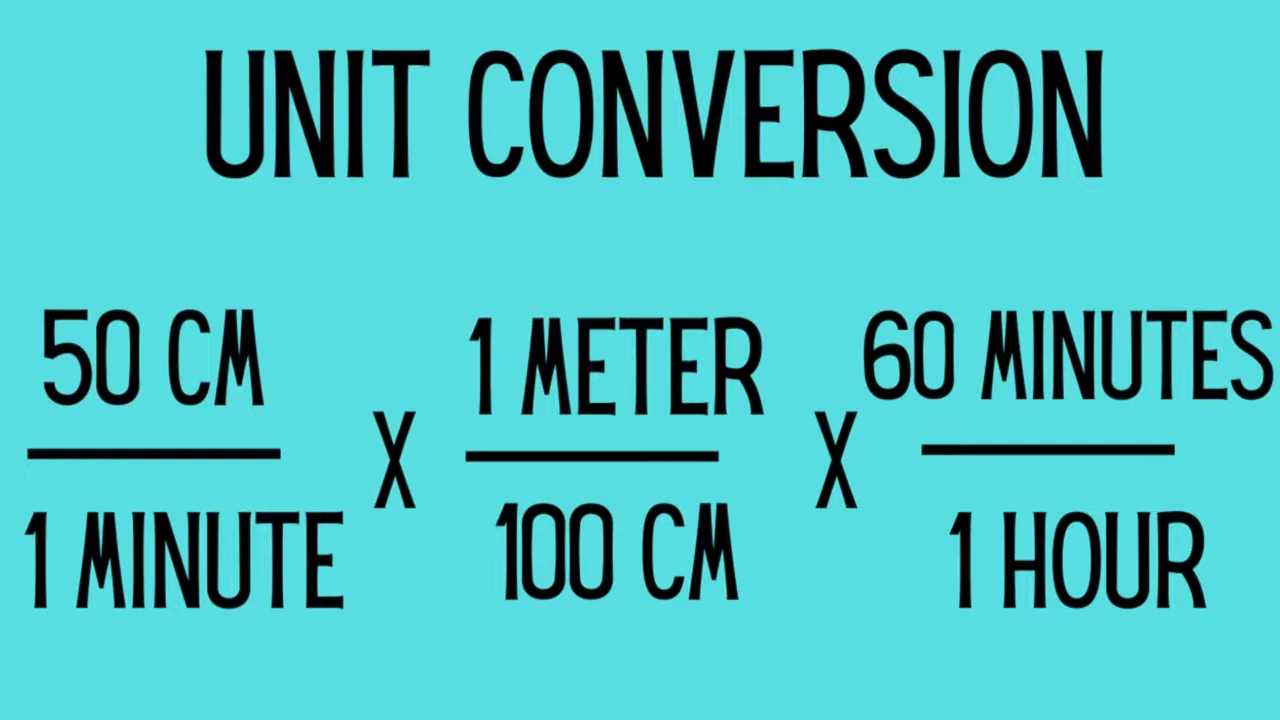 UNIT CONVERSION
50 CM
1 MINUTE
X
1 METER
100 CM
X
60 MINUTES
1 HOUR